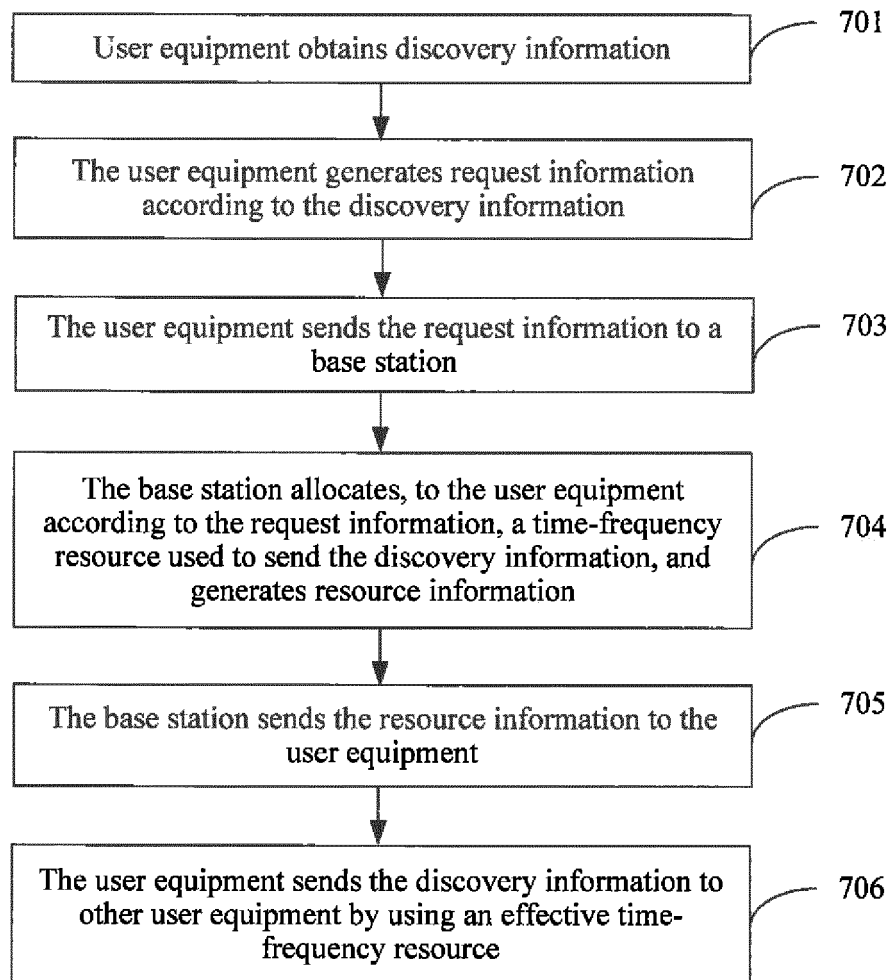 User equipment obtains discovery information
701
The user equipment generates request information
according to the discovery information
702
The user equipment sends the request information to a
base station
703
The base station allocates, to the user equipment
according to the request information, a time-frequency
resource used to send the discovery information, and
generates resource information
704
The base station sends the resource information to the
user equipment
705
The user equipment sends the discovery information to
other user equipment by using an effective time-
frequency resource
706